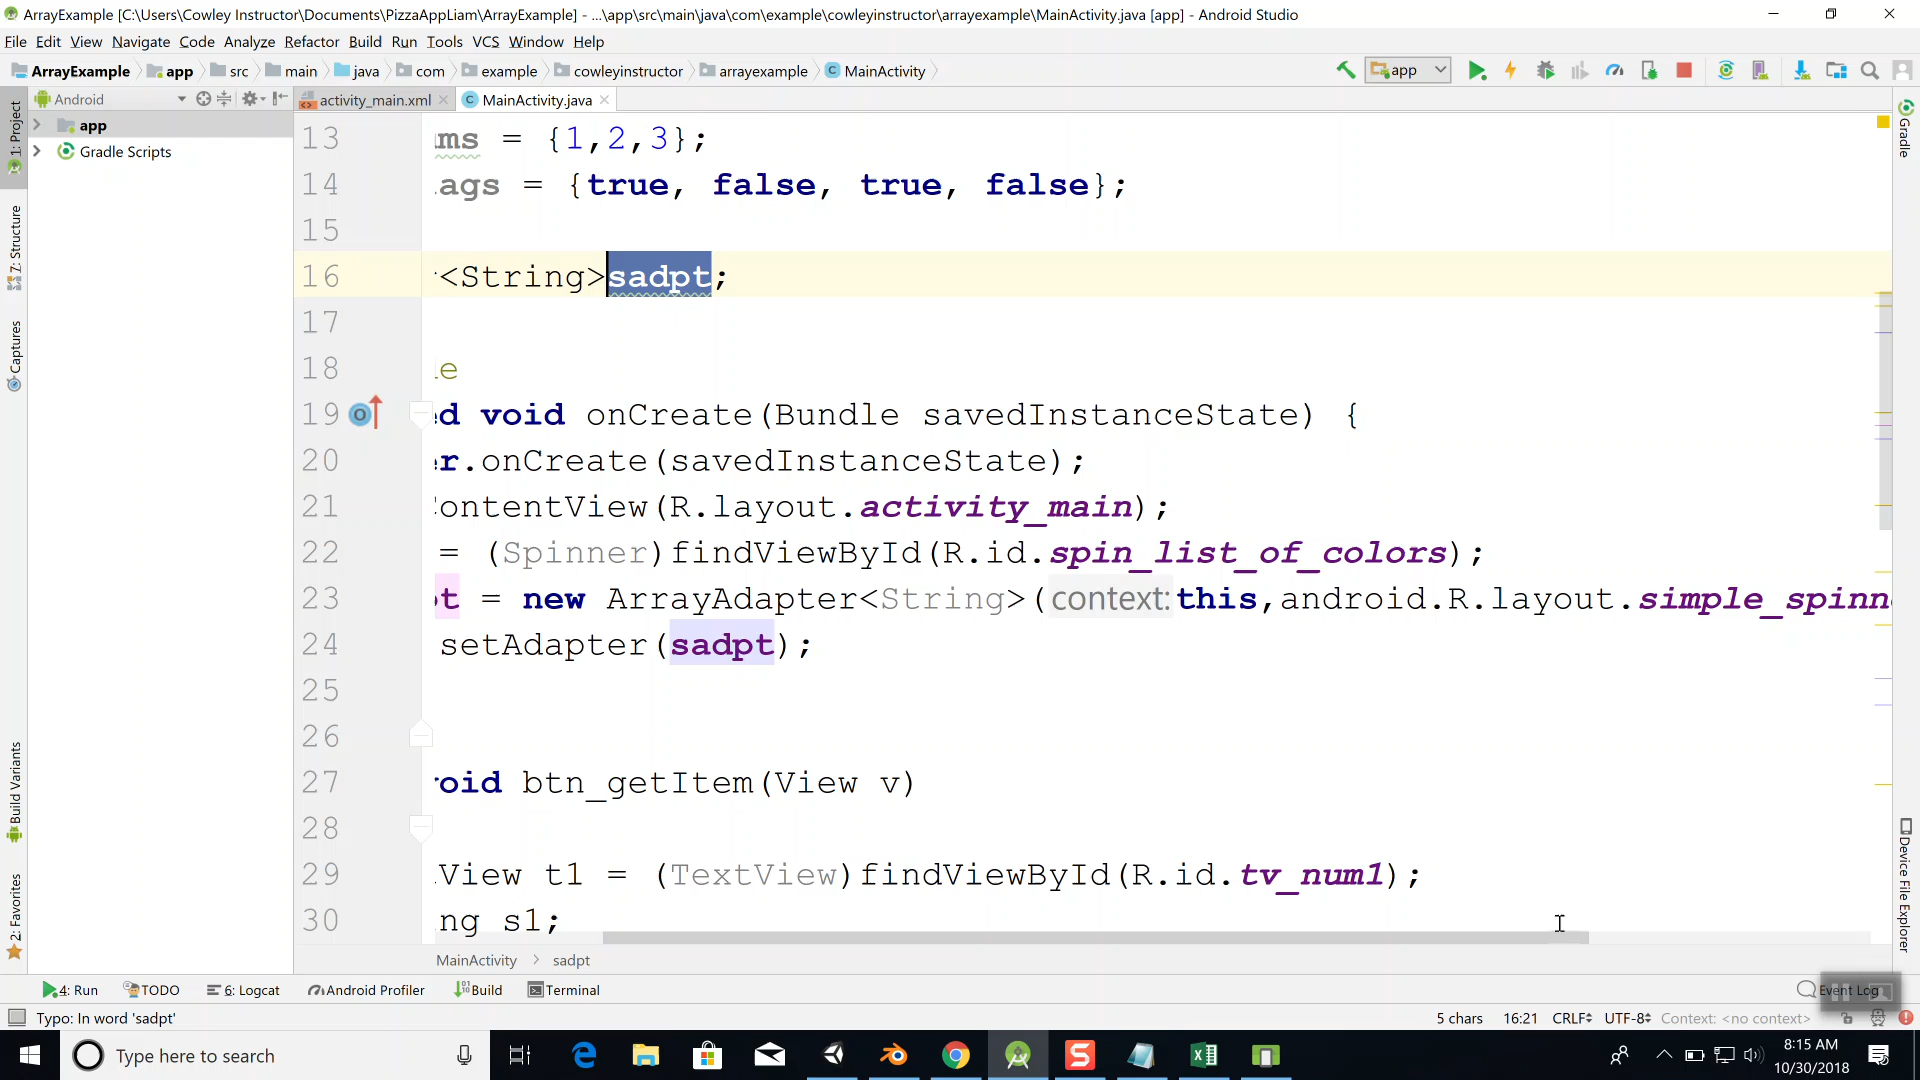 ArrayExample [C:\Users\Cowley Instructor\Documents\PizzaAppLiam\ArrayExample] - ...\app\src\main\java\com\example\cowleyinstructor\arrayexample\MainActivity.java [app] - Android Studio
File Edit View Navigate Code Analyze Refactor Build Run Tools VCS Window Help
ArrayExample app src main java com example cowleyinstructor arrayexample MainActivity app
Android activity_main.xml MainActivity.java
app
Gradle Scripts
1: Project
7: Structure
Captures
Build Variants
2: Favorites
13 ms = {1,2,3};
14 ags = {true, false, true, false};
15
16 <String>sadpt;
17
18 e
19 ed void onCreate(Bundle savedInstanceState) {
20 r.onCreate(savedInstanceState);
21 ContentView(R.layout.activity_main);
22 = (Spinner)findViewById(R.id.spin_list_of_colors);
23 t = new ArrayAdapter<String>(context:this,android.R.layout.simple_spinn
24 setAdapter(sadpt);
25
26
27 oid btn_getItem(View v)
28
29 View t1 = (TextView)findViewById(R.id.tv_num1);
30 ng s1;
Gradle
Device File Explorer
MainActivity > sadpt
4: Run TODO 6: Logcat Android Profiler Build Terminal Event Log
Typo: In word 'sadpt' 5 chars 16:21 CRLF UTF-8 Context: <no context>
Type here to search
8:15 AM
10/30/2018